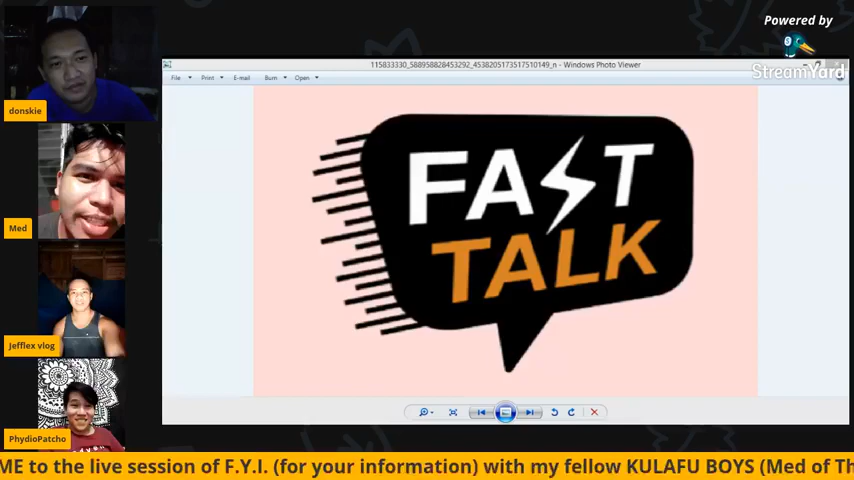 Powered by
StreamYard
115833330_588958828453292_4538205173517510149_n - Windows Photo Viewer
File Print E-mail Burn Open
FAST
TALK
donskie
Med
Jefflex vlog
PhydioPatcho
ME to the live session of F.Y.I. (for your information) with my fellow KULAFU BOYS (Med of Th